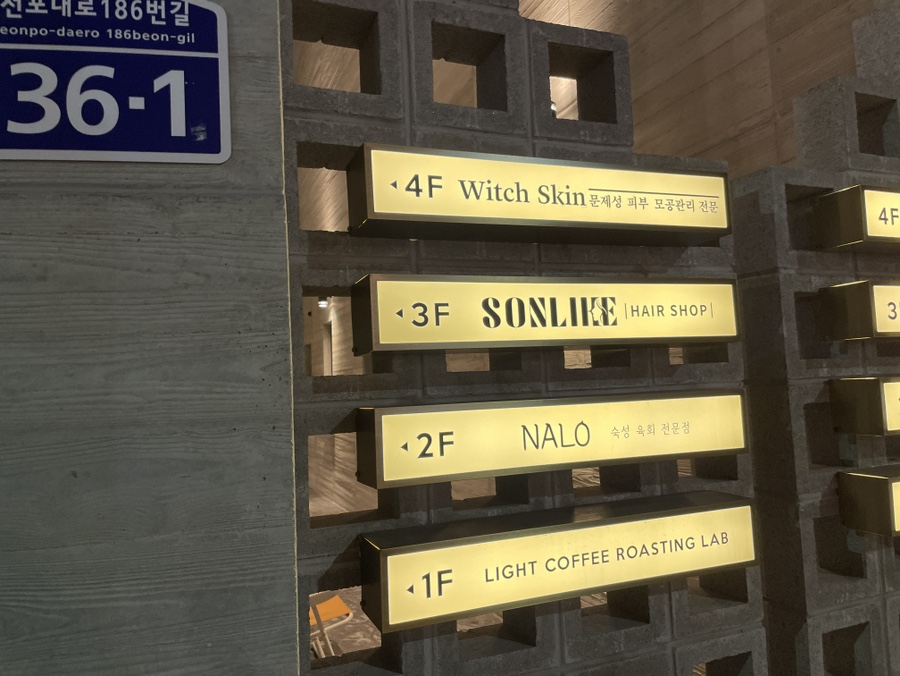 선포대로186번길
eonpo-daero 186beon-gil
36-1
4F Witch Skin 문제성 피부 모공관리 전문
3F SONLIKE |HAIR SHOP|
2F NALO 숙성 육회 전문점
1F LIGHT COFFEE ROASTING LAB
4F
3